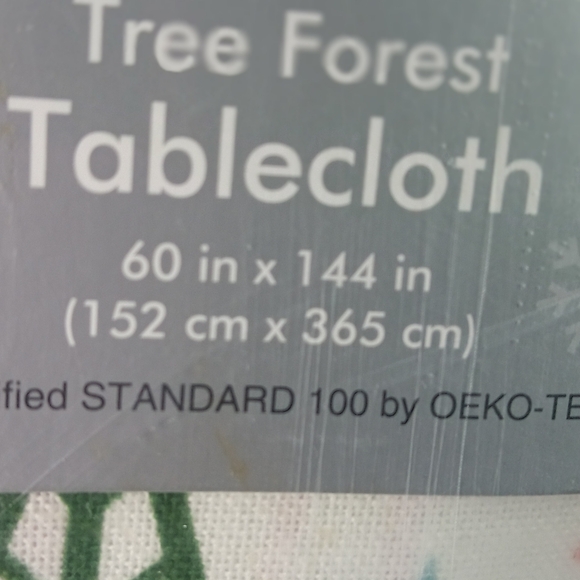 Tree Forest
Tablecloth
60 in x 144 in
(152 cm x 365 cm)
fied STANDARD 100 by OEKO-TE